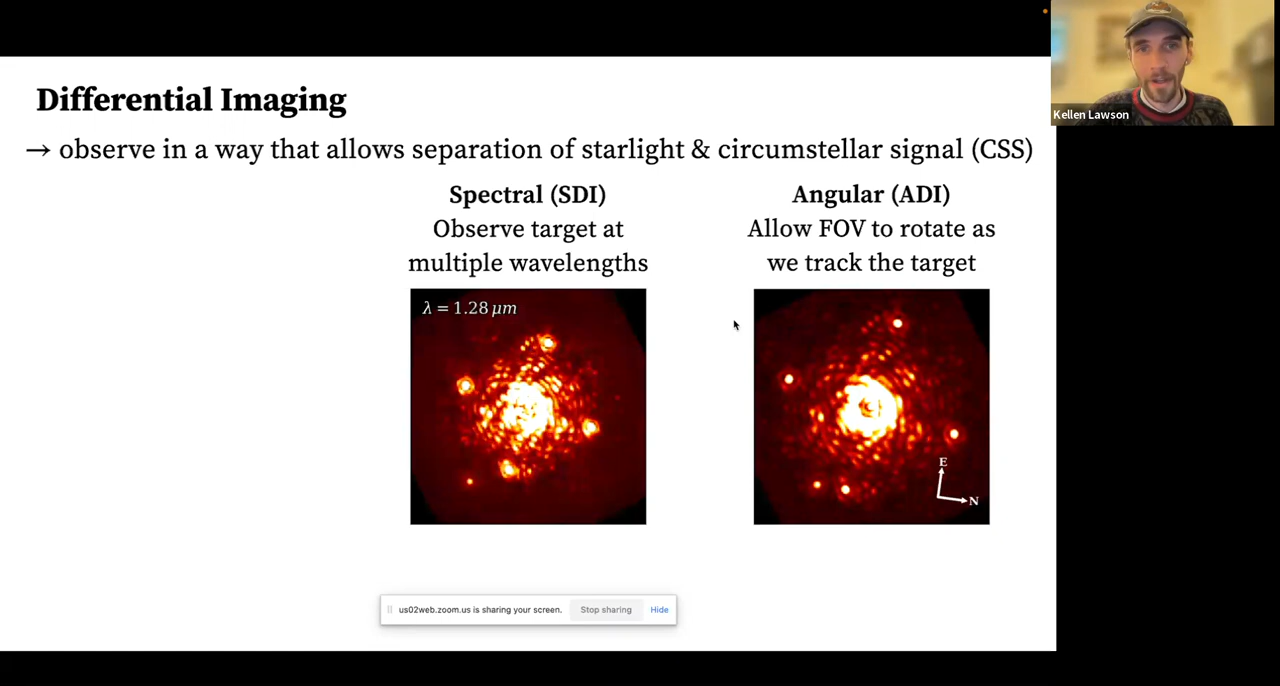 Kellen Lawson
Differential Imaging
→ observe in a way that allows separation of starlight & circumstellar signal (CSS)
Spectral (SDI)
Observe target at
multiple wavelengths
λ = 1.28 μm
Angular (ADI)
Allow FOV to rotate as
we track the target
E
N
us02web.zoom.us is sharing your screen.
Stop sharing
Hide